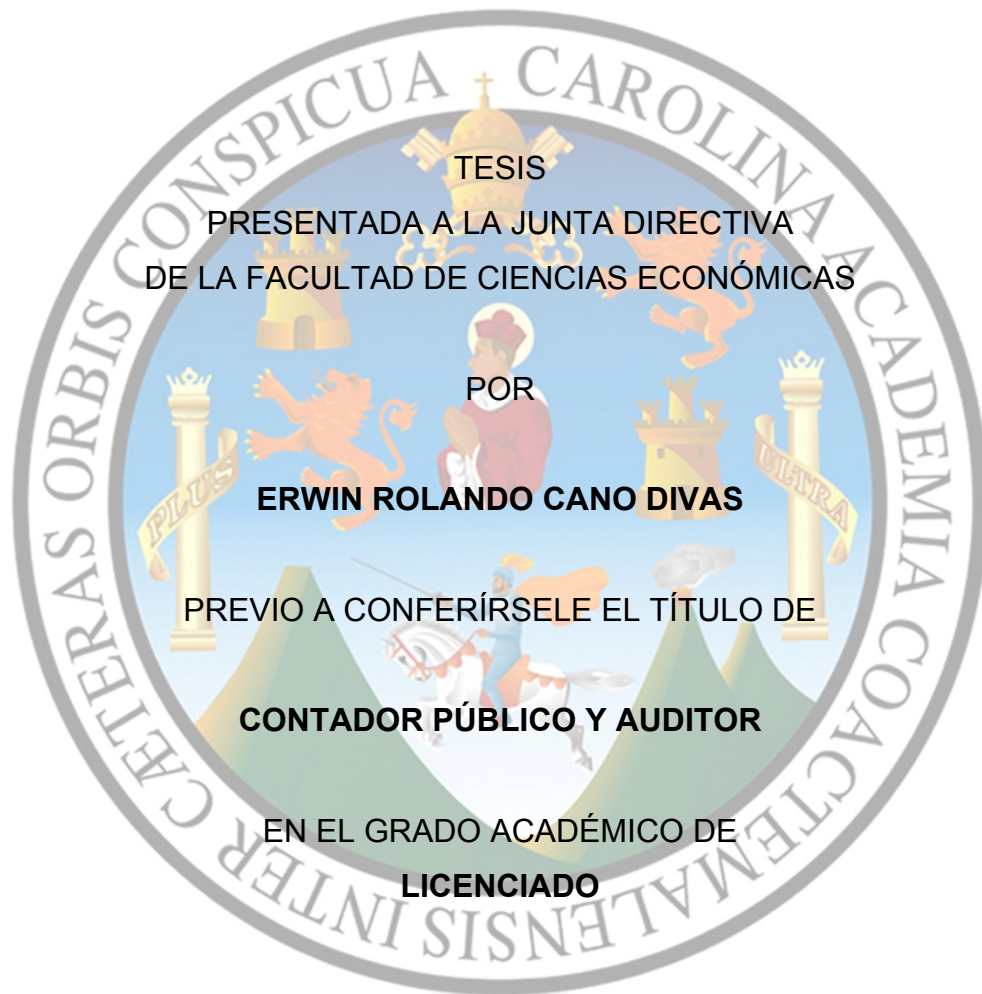 TESIS
PRESENTADA A LA JUNTA DIRECTIVA
DE LA FACULTAD DE CIENCIAS ECONÓMICAS
POR
ERWIN ROLANDO CANO DIVAS
PREVIO A CONFERÍRSELE EL TÍTULO DE
CONTADOR PÚBLICO Y AUDITOR
EN EL GRADO ACADÉMICO DE
LICENCIADO
CAROLINA ACADEMIA COACTEMALENSIS INTER CÆTERAS ORBIS CONSPICUA
PLUS
ULTRA